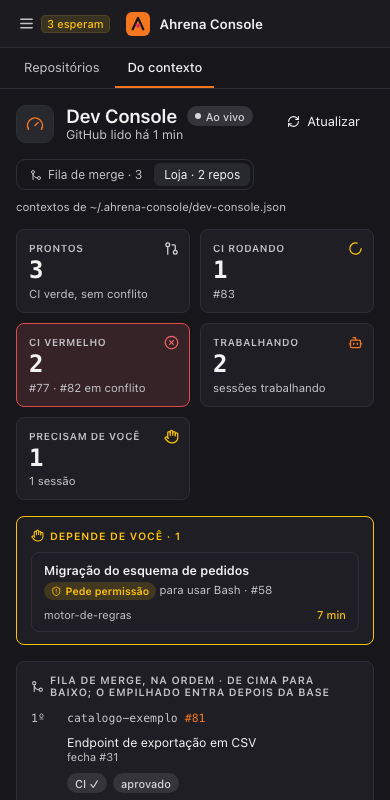 3 esperam
Ahrena Console
Repositórios
Do contexto
Dev Console
Ao vivo
GitHub lido há 1 min
Atualizar
Fila de merge · 3
Loja · 2 repos
contextos de ~/.ahrena-console/dev-console.json
PRONTOS
3
CI verde, sem conflito
CI RODANDO
1
#83
CI VERMELHO
2
#77 · #82 em conflito
TRABALHANDO
2
sessões trabalhando
PRECISAM DE VOCÊ
1
1 sessão
DEPENDE DE VOCÊ · 1
Migração do esquema de pedidos
Pede permissão para usar Bash · #58
motor-de-regras
7 min
FILA DE MERGE, NA ORDEM · DE CIMA PARA
BAIXO; O EMPILHADO ENTRA DEPOIS DA BASE
1º
catalogo-exemplo #81
Endpoint de exportação em CSV
fecha #31
CI ✓
aprovado